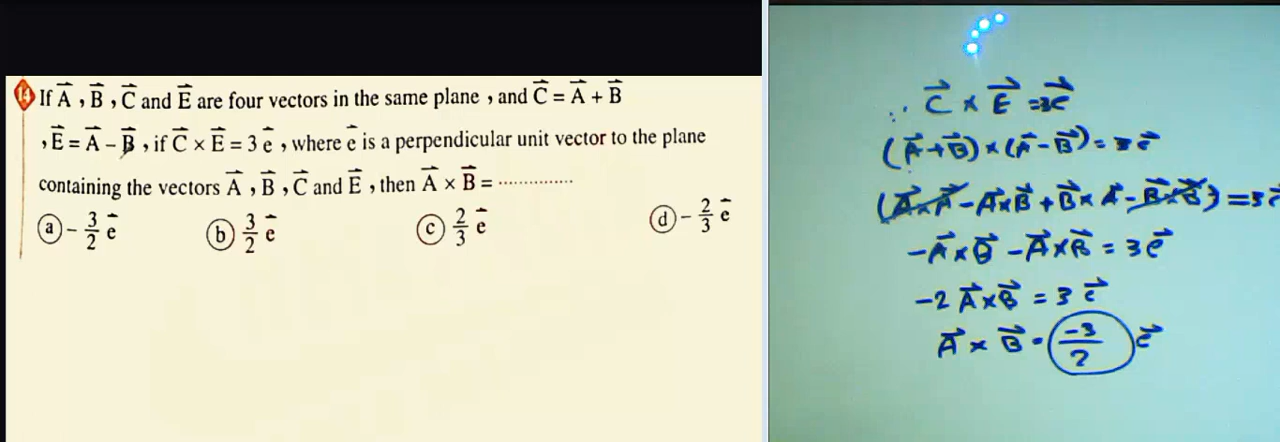 14 If A⃗ , B⃗ , C⃗ and E⃗ are four vectors in the same plane , and C⃗ = A⃗ + B⃗
, E⃗ = A⃗ − B⃗ , if C⃗ × E⃗ = 3 e⃗ , where e⃗ is a perpendicular unit vector to the plane
containing the vectors A⃗ , B⃗ , C⃗ and E⃗ , then A⃗ × B⃗ = ..............
(a) − 3/2 e⃗ (b) 3/2 e⃗ (c) 2/3 e⃗ (d) − 2/3 e⃗
∴ C⃗ × E⃗ = 3e⃗
(A⃗ + B⃗) × (A⃗ − B⃗) = 3 e⃗
(A⃗×A⃗ − A⃗×B⃗ + B⃗×A⃗ − B⃗×B⃗) = 3e⃗
−A⃗×B⃗ − A⃗×B⃗ = 3e⃗
−2 A⃗×B⃗ = 3 e⃗
A⃗ × B⃗ = −3/2 e⃗